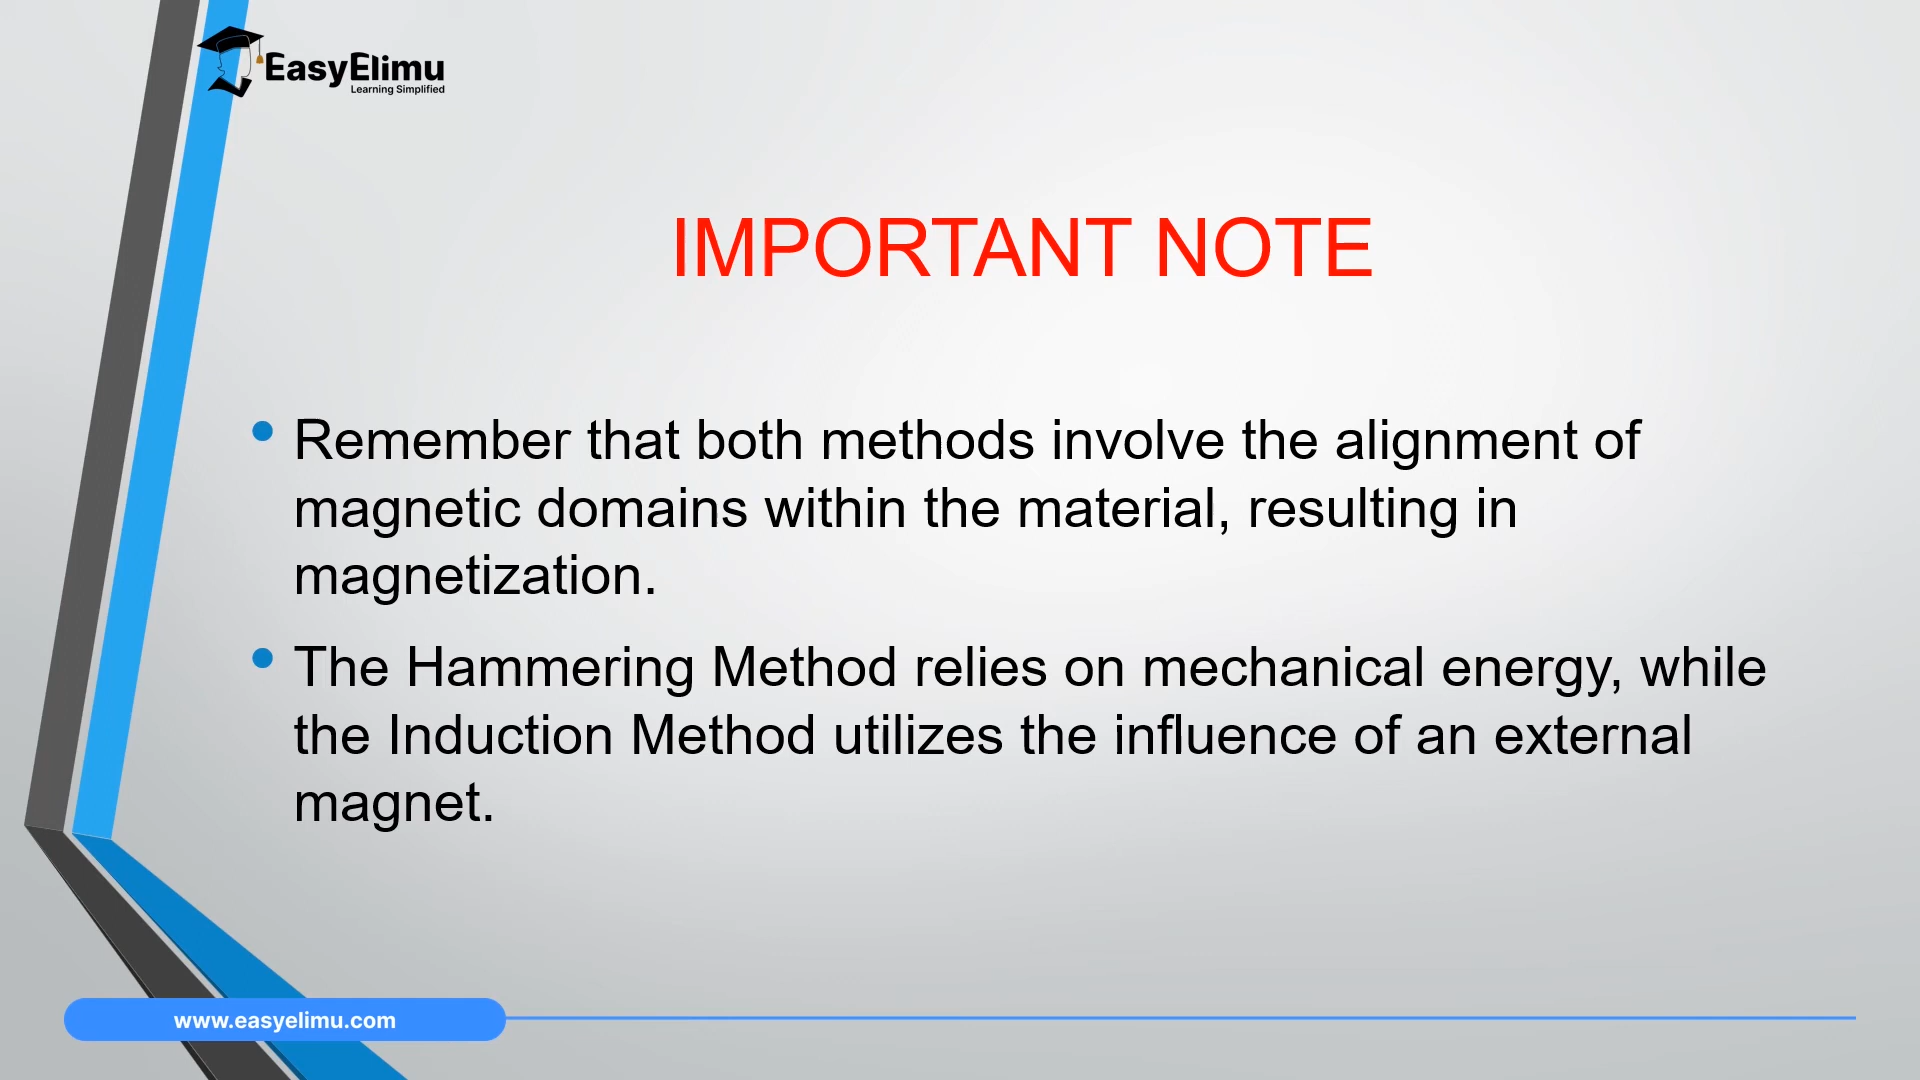 EasyElimu
Learning Simplified
IMPORTANT NOTE
• Remember that both methods involve the alignment of
magnetic domains within the material, resulting in
magnetization.
• The Hammering Method relies on mechanical energy, while
the Induction Method utilizes the influence of an external
magnet.
www.easyelimu.com